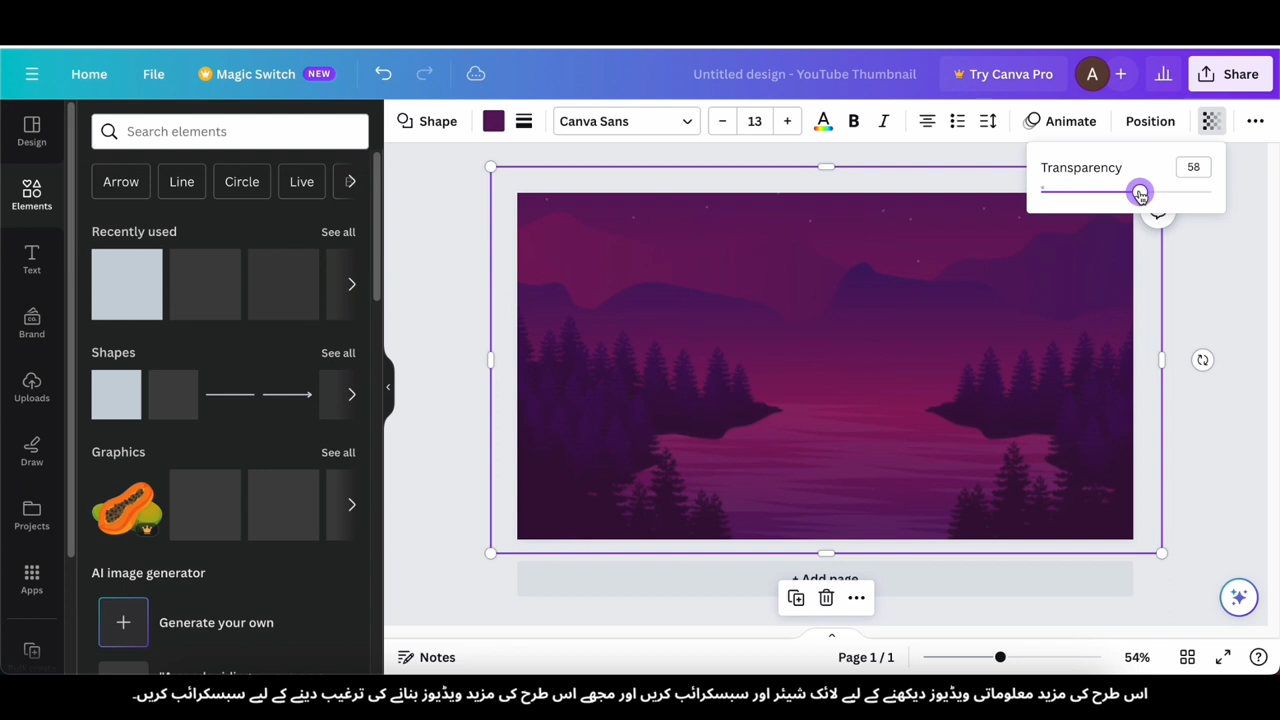 Home File Magic Switch NEW Untitled design - YouTube Thumbnail Try Canva Pro A + Share
Design
Elements
Text
Brand
Uploads
Draw
Projects
Apps
Search elements
Arrow Line Circle Live
Recently used See all
Shapes See all
Graphics See all
AI image generator
Generate your own
Shape Canva Sans – 13 + A B I Animate Position
Transparency 58
+ Add page
Notes Page 1 / 1 54%
اس طرح کی مزید معلوماتی ویڈیوز دیکھنے کے لیے لائک شیئر اور سبسکرائب کریں اور مجھے اس طرح کی مزید ویڈیوز بنانے کی ترغیب دینے کے لیے سبسکرائب کریں۔